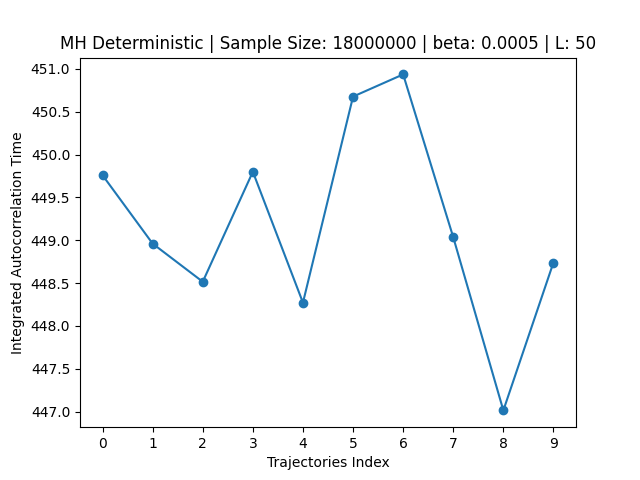 MH Deterministic | Sample Size: 18000000 | beta: 0.0005 | L: 50
Integrated Autocorrelation Time
451.0
450.5
450.0
449.5
449.0
448.5
448.0
447.5
447.0
0 1 2 3 4 5 6 7 8 9
Trajectories Index